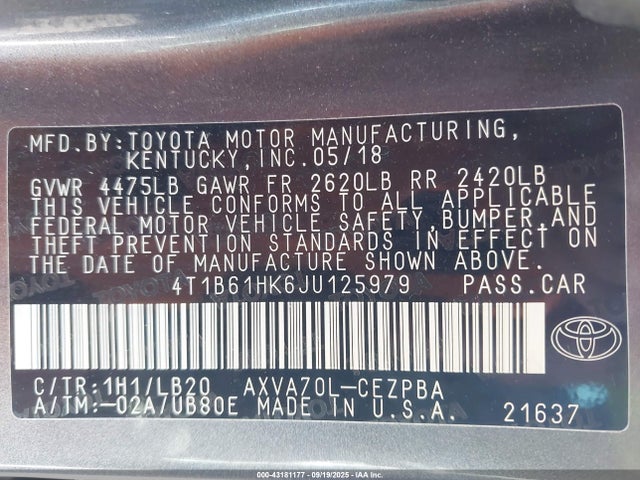 MFD.BY:TOYOTA MOTOR MANUFACTURING,
KENTUCKY,INC.05/18
GVWR 4475LB GAWR FR 2620LB RR 2420LB
THIS VEHICLE CONFORMS TO ALL APPLICABLE
FEDERAL MOTOR VEHICLE SAFETY,BUMPER,AND
THEFT PREVENTION STANDARDS IN EFFECT ON
THE DATE OF MANUFACTURE SHOWN ABOVE.
4T1B61HK6JU125979 PASS.CAR
C/TR:1H1/LB20 AXVA70L-CEZPBA
A/TM:-02A/UB80E MADE IN U.S.A. 21637
000-43181177 - 09/19/2025 - IAA Inc.